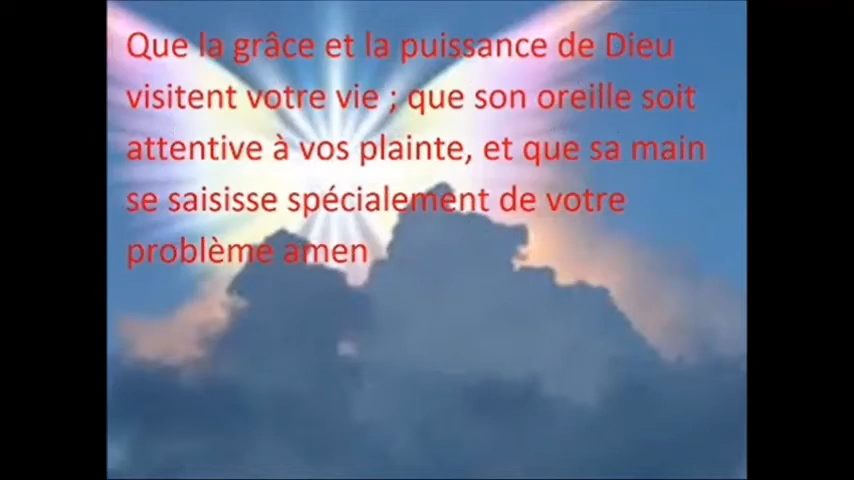 Que la grâce et la puissance de Dieu
visitent votre vie ; que son oreille soit
attentive à vos plainte, et que sa main
se saisisse spécialement de votre
problème amen